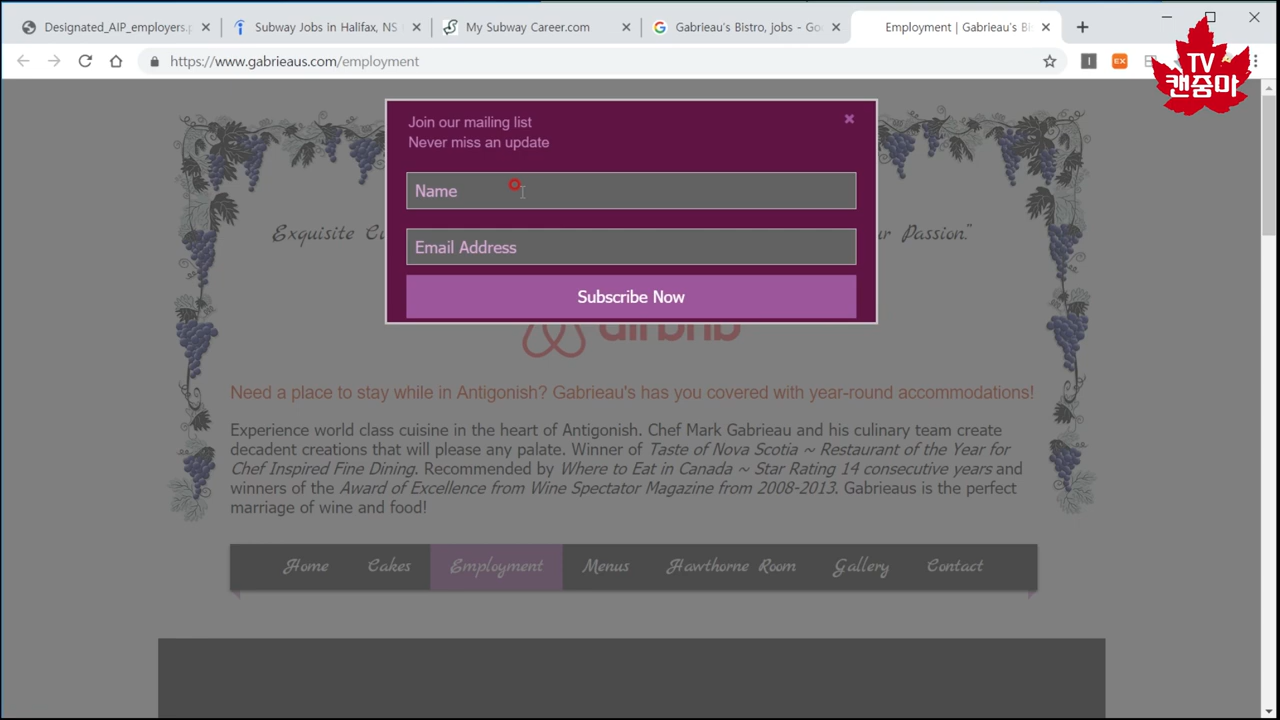 Designated_AIP_employers.p
Subway Jobs in Halifax, NS
My Subway Career.com
Gabrieau's Bistro, jobs - Go
Employment | Gabrieau's Bi
https://www.gabrieaus.com/employment
EX
TV
캔줌마
Join our mailing list
Never miss an update
Name
Email Address
Subscribe Now
Exquisite Cu
ur Passion."
airbnb
Need a place to stay while in Antigonish? Gabrieau's has you covered with year-round accommodations!
Experience world class cuisine in the heart of Antigonish. Chef Mark Gabrieau and his culinary team create
decadent creations that will please any palate. Winner of Taste of Nova Scotia ~ Restaurant of the Year for
Chef Inspired Fine Dining. Recommended by Where to Eat in Canada ~ Star Rating 14 consecutive years and
winners of the Award of Excellence from Wine Spectator Magazine from 2008-2013. Gabrieaus is the perfect
marriage of wine and food!
Home Cakes Employment Menus Hawthorne Room Gallery Contact